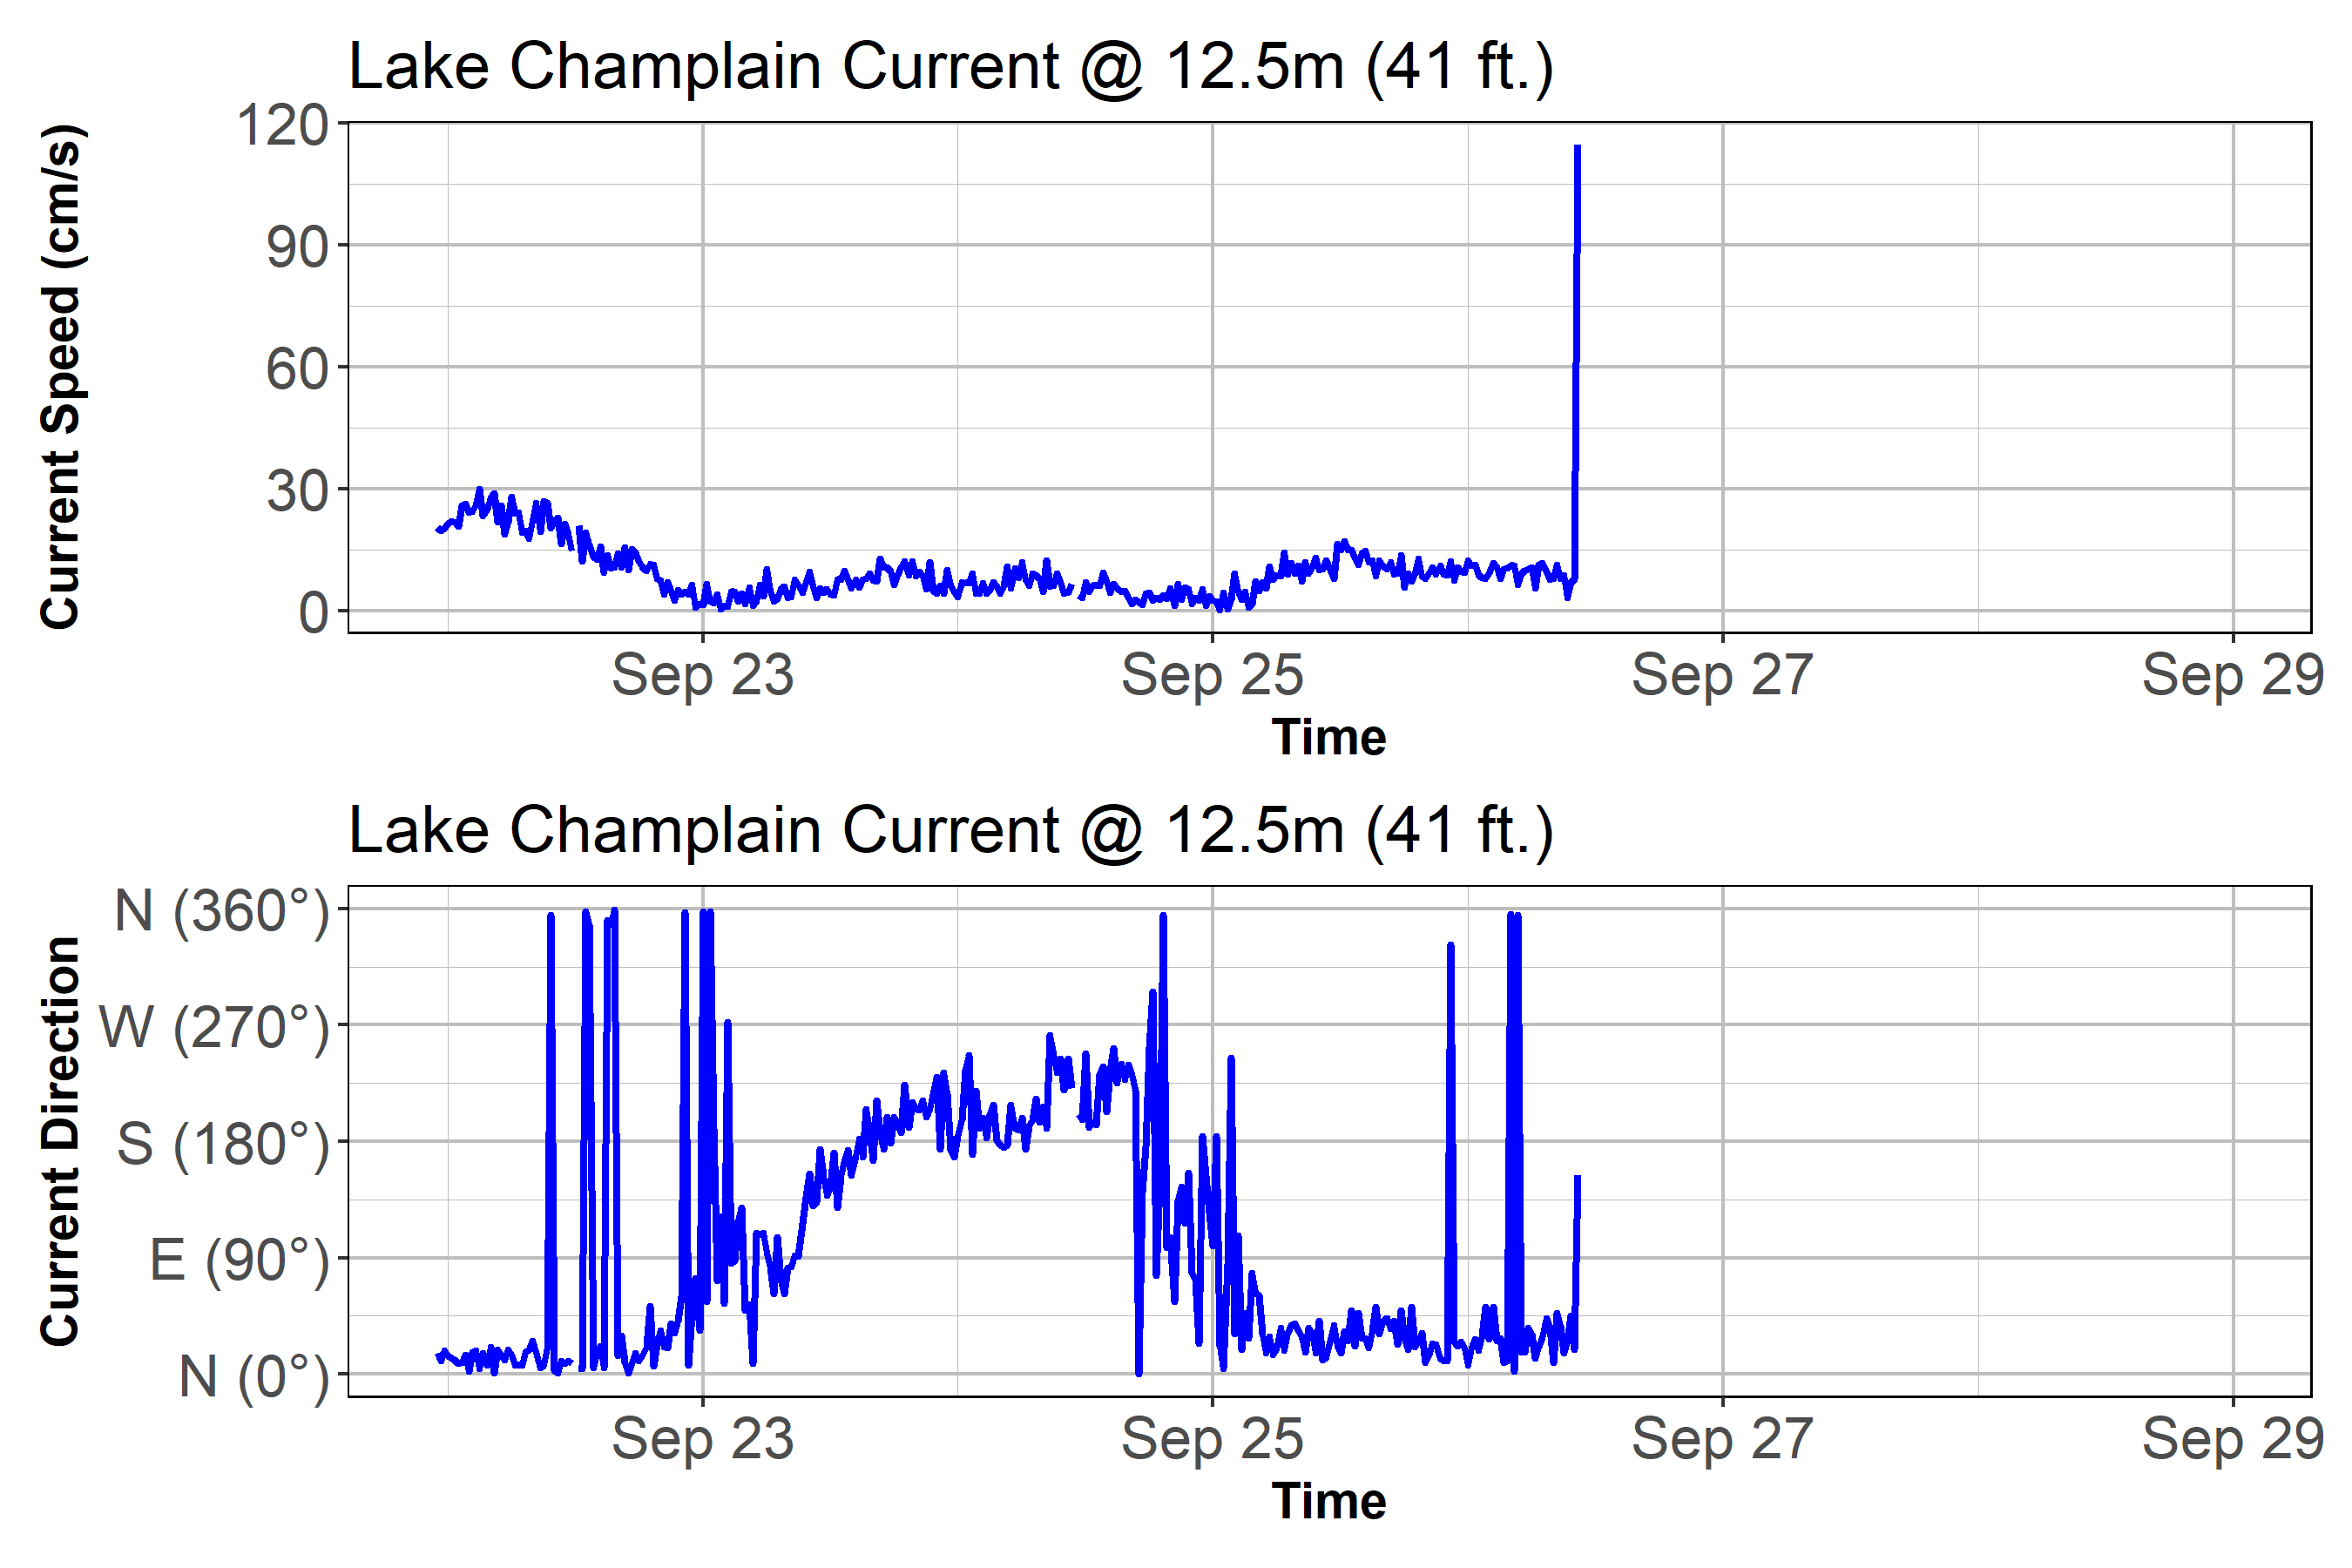 Lake Champlain Current @ 12.5m (41 ft.)
Current Speed (cm/s)
120
90
60
30
0
Sep 23 Sep 25 Sep 27 Sep 29
Time
Lake Champlain Current @ 12.5m (41 ft.)
Current Direction
N (360°)
W (270°)
S (180°)
E (90°)
N (0°)
Sep 23 Sep 25 Sep 27 Sep 29
Time